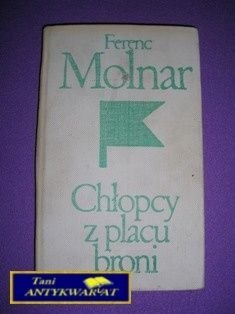 Ferenc
Molnar
Chłopcy
z placu
broni
Tani
ANTYKWARIAT